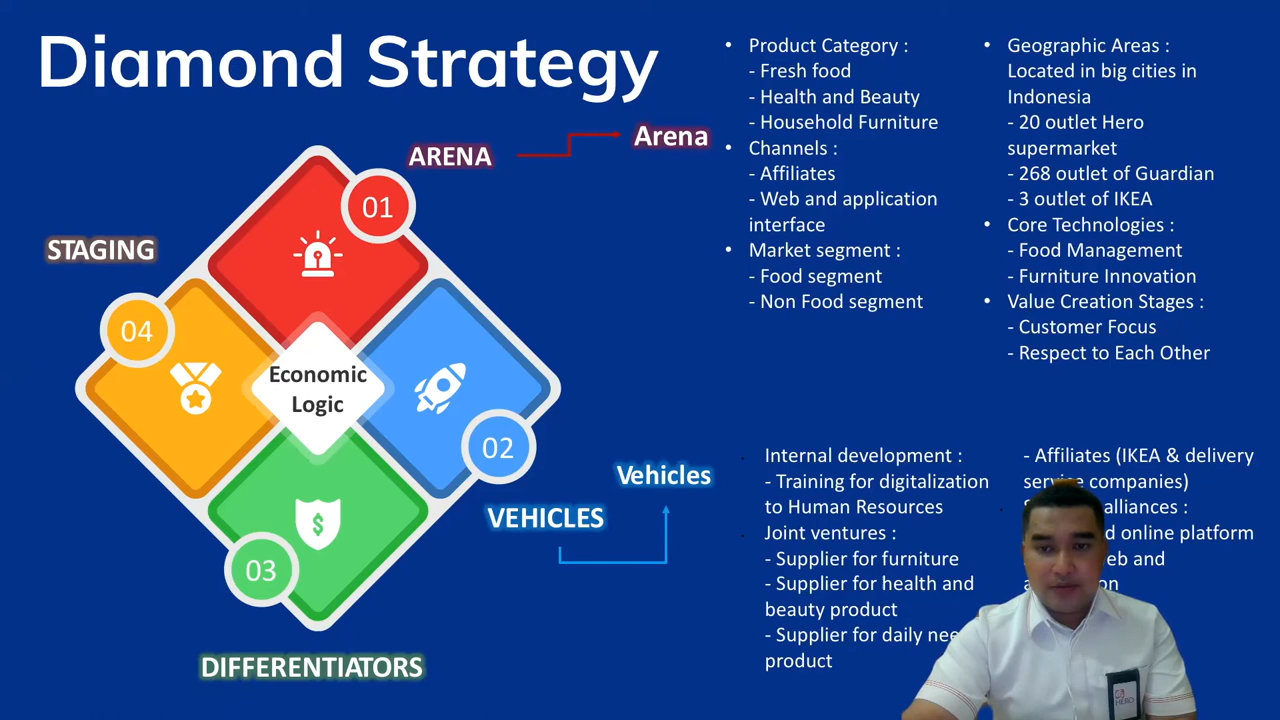 Diamond Strategy
ARENA
01
STAGING
04
Economic
Logic
02
VEHICLES
03
DIFFERENTIATORS
Arena
• Product Category :
- Fresh food
- Health and Beauty
- Household Furniture
• Channels :
- Affiliates
- Web and application
interface
• Market segment :
- Food segment
- Non Food segment
• Geographic Areas :
Located in big cities in
Indonesia
- 20 outlet Hero
supermarket
- 268 outlet of Guardian
- 3 outlet of IKEA
• Core Technologies :
- Food Management
- Furniture Innovation
• Value Creation Stages :
- Customer Focus
- Respect to Each Other
Vehicles
Internal development :
- Training for digitalization
to Human Resources
Joint ventures :
- Supplier for furniture
- Supplier for health and
beauty product
- Supplier for daily
product
- Affiliates (IKEA & delivery
service companies)
alliances :
online platform
and
HERO